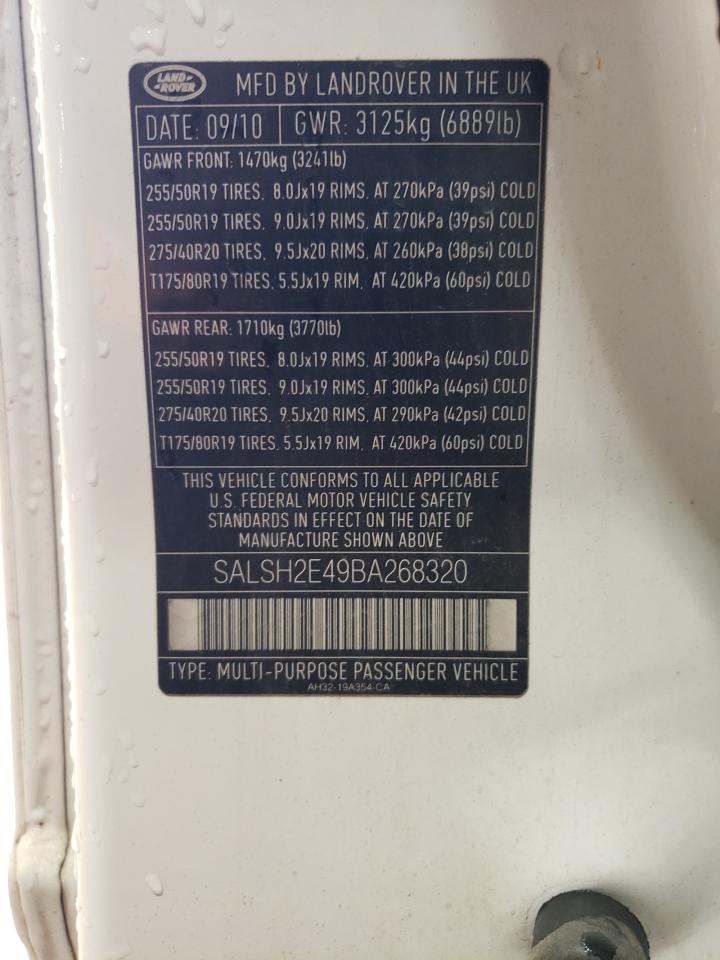 LAND ROVER MFD BY LANDROVER IN THE UK
DATE: 09/10 GWR: 3125kg (6889lb)
GAWR FRONT: 1470kg (3241lb)
255/50R19 TIRES, 8.0Jx19 RIMS, AT 270kPa (39psi) COLD
255/50R19 TIRES, 9.0Jx19 RIMS, AT 270kPa (39psi) COLD
275/40R20 TIRES, 9.5Jx20 RIMS, AT 260kPa (38psi) COLD
T175/80R19 TIRES, 5.5Jx19 RIM, AT 420kPa (60psi) COLD
GAWR REAR: 1710kg (3770lb)
255/50R19 TIRES, 8.0Jx19 RIMS, AT 300kPa (44psi) COLD
255/50R19 TIRES, 9.0Jx19 RIMS, AT 300kPa (44psi) COLD
275/40R20 TIRES, 9.5Jx20 RIMS, AT 290kPa (42psi) COLD
T175/80R19 TIRES, 5.5Jx19 RIM, AT 420kPa (60psi) COLD
THIS VEHICLE CONFORMS TO ALL APPLICABLE
U.S. FEDERAL MOTOR VEHICLE SAFETY
STANDARDS IN EFFECT ON THE DATE OF
MANUFACTURE SHOWN ABOVE
SALSH2E49BA268320
TYPE: MULTI-PURPOSE PASSENGER VEHICLE
AH32-19A354-CA